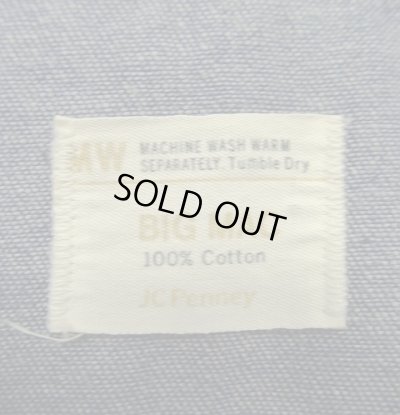 MW MACHINE WASH WARM
SEPARATELY. Tumble Dry
SOLD OUT
BIG
100% Cotton
JCPenney